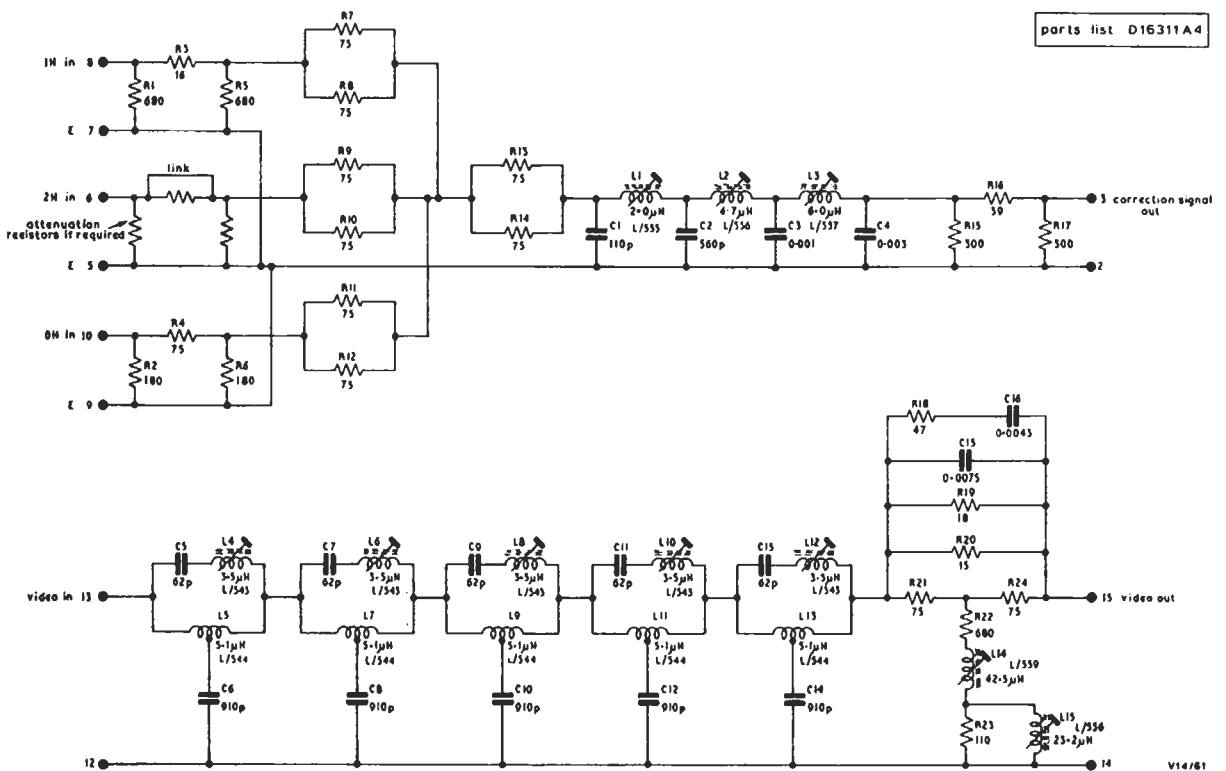 parts list D16311A4
R7
75
R3
16
1H in 8
R1
680
R5
680
R8
75
E 7
link
R9
75
R13
75
2H in 6
attenuation
resistors if required
R10
75
R14
75
L1
2·0μH
L/555
L2
4·7μH
L/556
L3
6·0μH
L/557
C1
110p
C2
560p
C3
0·001
C4
0·003
R16
39
R15
300
R17
300
3 correction signal
out
E 5
2
R11
75
0H in 10
R4
75
R2
180
R6
180
R12
75
E 9
R18
47
C16
0·0043
C15
0·0075
R19
18
R20
15
C5
62p
L4
3·5μH
L/543
C7
62p
L6
3·5μH
L/543
C9
62p
L8
3·5μH
L/543
C11
62p
L10
3·5μH
L/543
C13
62p
L12
3·5μH
L/543
Video in 13
R21
75
R24
75
15 video out
L5
5·1μH
L/544
L7
5·1μH
L/544
L9
5·1μH
L/544
L11
5·1μH
L/544
L13
5·1μH
L/544
R22
680
L14
L/559
42·5μH
C6
910p
C8
910p
C10
910p
C12
910p
C14
910p
R23
110
L15
L/556
23·2μH
12
14
V14/61